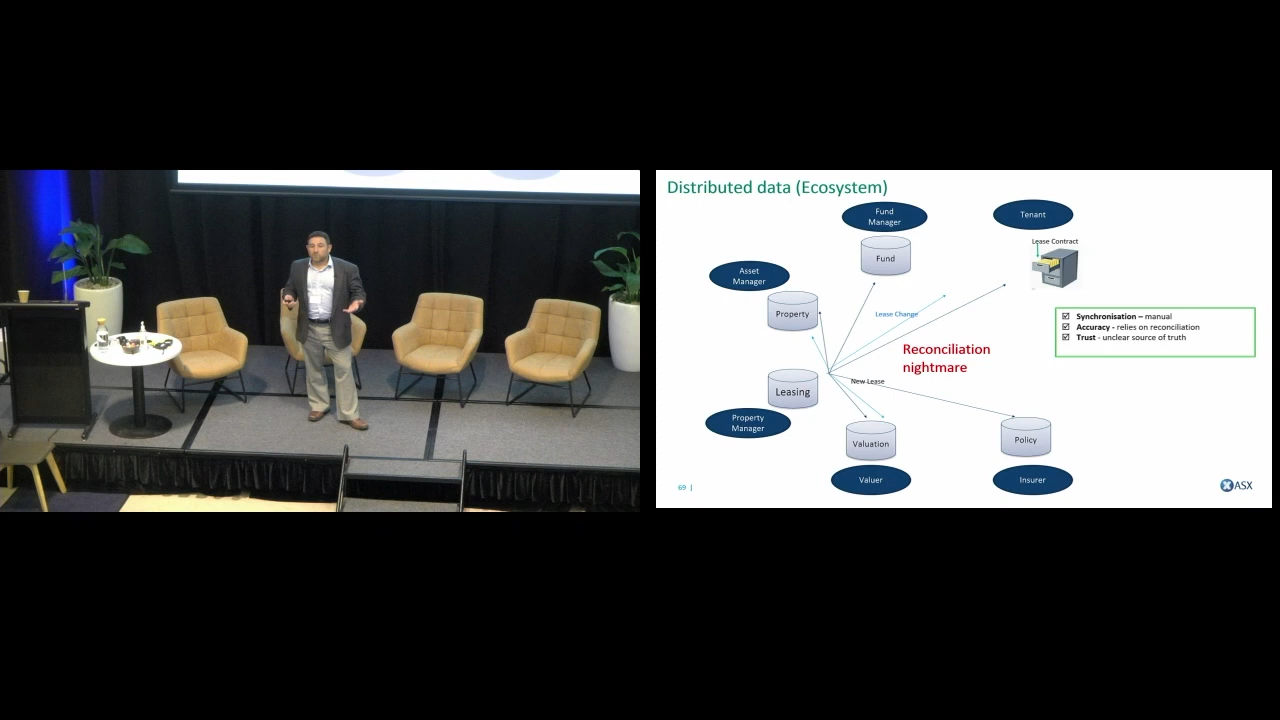 Distributed data (Ecosystem)
Fund
Manager
Tenant
Lease Contract
Fund
Asset
Manager
Property
Lease Change
Synchronisation – manual
Accuracy - relies on reconciliation
Trust - unclear source of truth
Reconciliation
nightmare
New Lease
Leasing
Property
Manager
Valuation
Policy
Valuer
Insurer
69 |
ASX